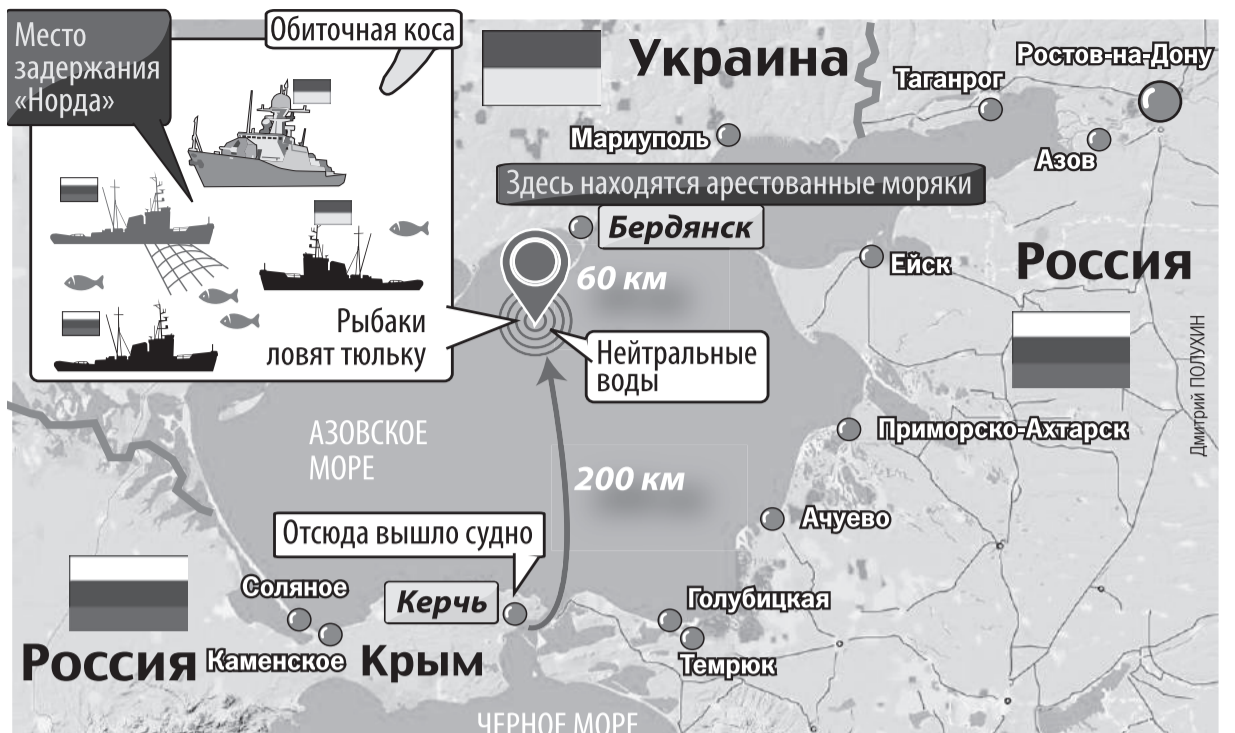 Место
задержания
«Норда»
Обиточная коса
Украина
Ростов-на-Дону
Таганрог
Мариуполь
Азов
Здесь находятся арестованные моряки
Бердянск
Ейск
Россия
60 км
Рыбаки
ловят тюльку
Нейтральные
воды
Дмитрий ПОЛУХИН
АЗОВСКОЕ
МОРЕ
Приморско-Ахтарск
200 км
Ачуево
Отсюда вышло судно
Соляное
Керчь
Голубицкая
Россия
Каменское
Крым
Темрюк
ЧЕРНОЕ МОРЕ